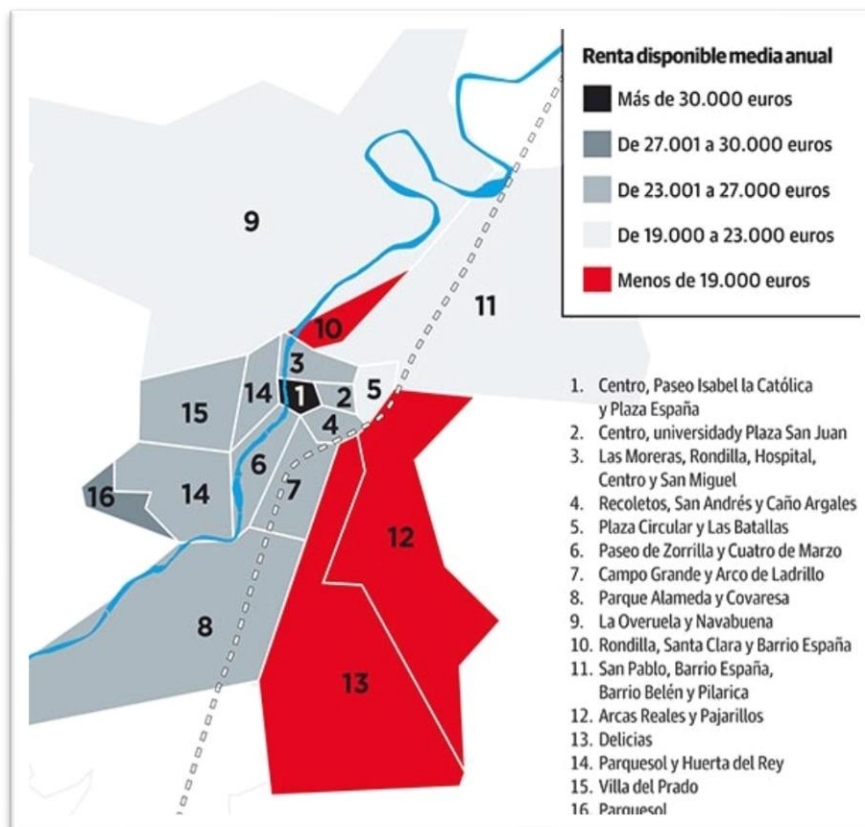 Renta disponible media anual
Más de 30.000 euros
De 27.001 a 30.000 euros
De 23.001 a 27.000 euros
De 19.000 a 23.000 euros
Menos de 19.000 euros
9
11
10
3
14
1
2
5
15
4
6
16
14
7
12
8
13
1. Centro, Paseo Isabel la Católica
y Plaza España
2. Centro, universidady Plaza San Juan
3. Las Moreras, Rondilla, Hospital,
Centro y San Miguel
4. Recoletos, San Andrés y Caño Argales
5. Plaza Circular y Las Batallas
6. Paseo de Zorrilla y Cuatro de Marzo
7. Campo Grande y Arco de Ladrillo
8. Parque Alameda y Covaresa
9. La Overuela y Navabuena
10. Rondilla, Santa Clara y Barrio España
11. San Pablo, Barrio España,
Barrio Belén y Pilarica
12. Arcas Reales y Pajarillos
13. Delicias
14. Parquesol y Huerta del Rey
15. Villa del Prado
16. Parquesol